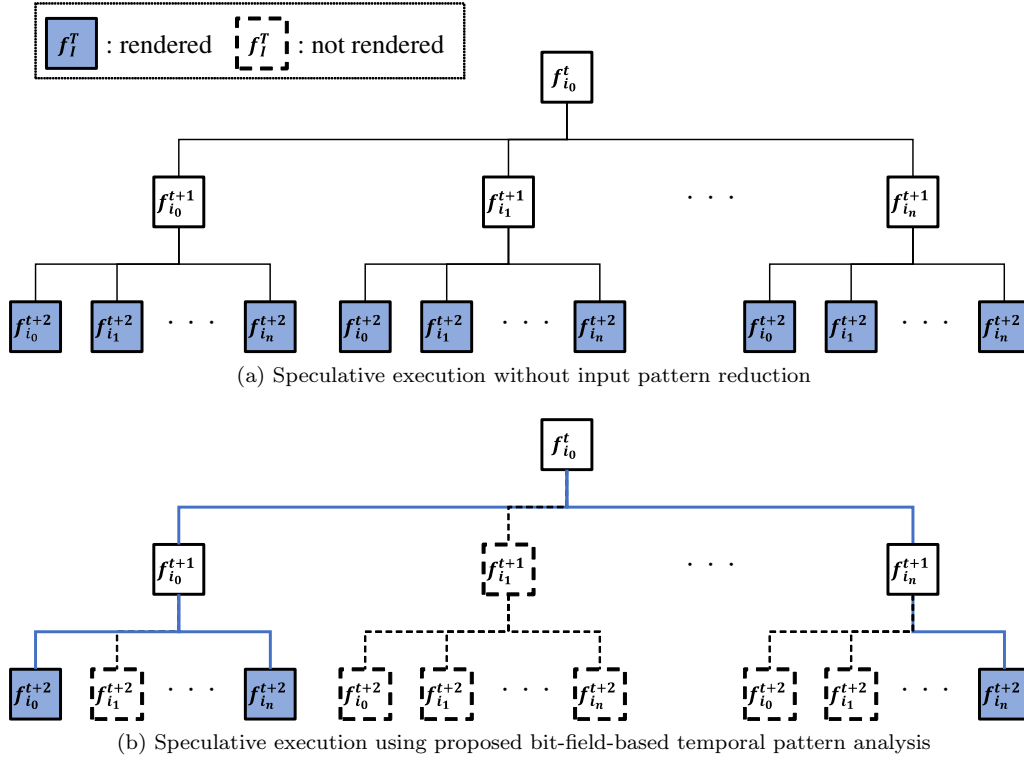 f_I^T : rendered f_I^T : not rendered
f_{i_0}^t
f_{i_0}^{t+1} f_{i_1}^{t+1} . . . f_{i_n}^{t+1}
f_{i_0}^{t+2} f_{i_1}^{t+2} . . . f_{i_n}^{t+2} f_{i_0}^{t+2} f_{i_1}^{t+2} . . . f_{i_n}^{t+2} f_{i_0}^{t+2} f_{i_1}^{t+2} . . . f_{i_n}^{t+2}
(a) Speculative execution without input pattern reduction
f_{i_0}^t
f_{i_0}^{t+1} f_{i_1}^{t+1} . . . f_{i_n}^{t+1}
f_{i_0}^{t+2} f_{i_1}^{t+2} . . . f_{i_n}^{t+2} f_{i_0}^{t+2} f_{i_1}^{t+2} . . . f_{i_n}^{t+2} f_{i_0}^{t+2} f_{i_1}^{t+2} . . . f_{i_n}^{t+2}
(b) Speculative execution using proposed bit-field-based temporal pattern analysis